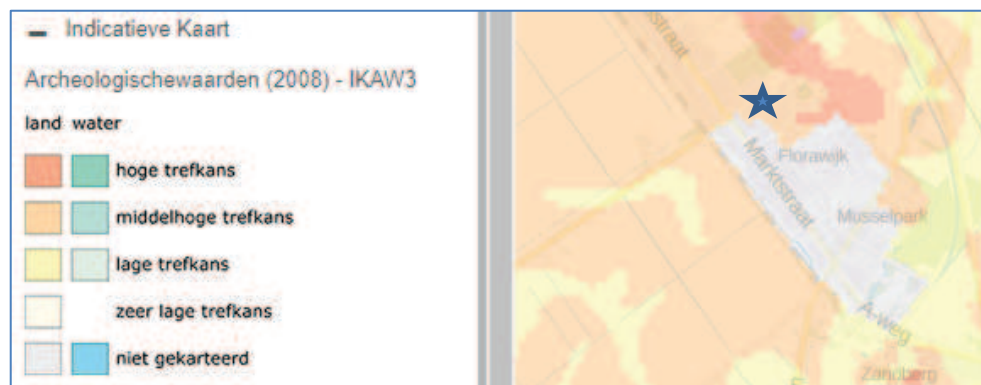 Indicatieve Kaart
Archeologischewaarden (2008) - IKAW3
land water
hoge trefkans
middelhoge trefkans
lage trefkans
zeer lage trefkans
niet gekarteerd
Marktstraat
Florawijk
Musselpark
A-weg
Zandberg